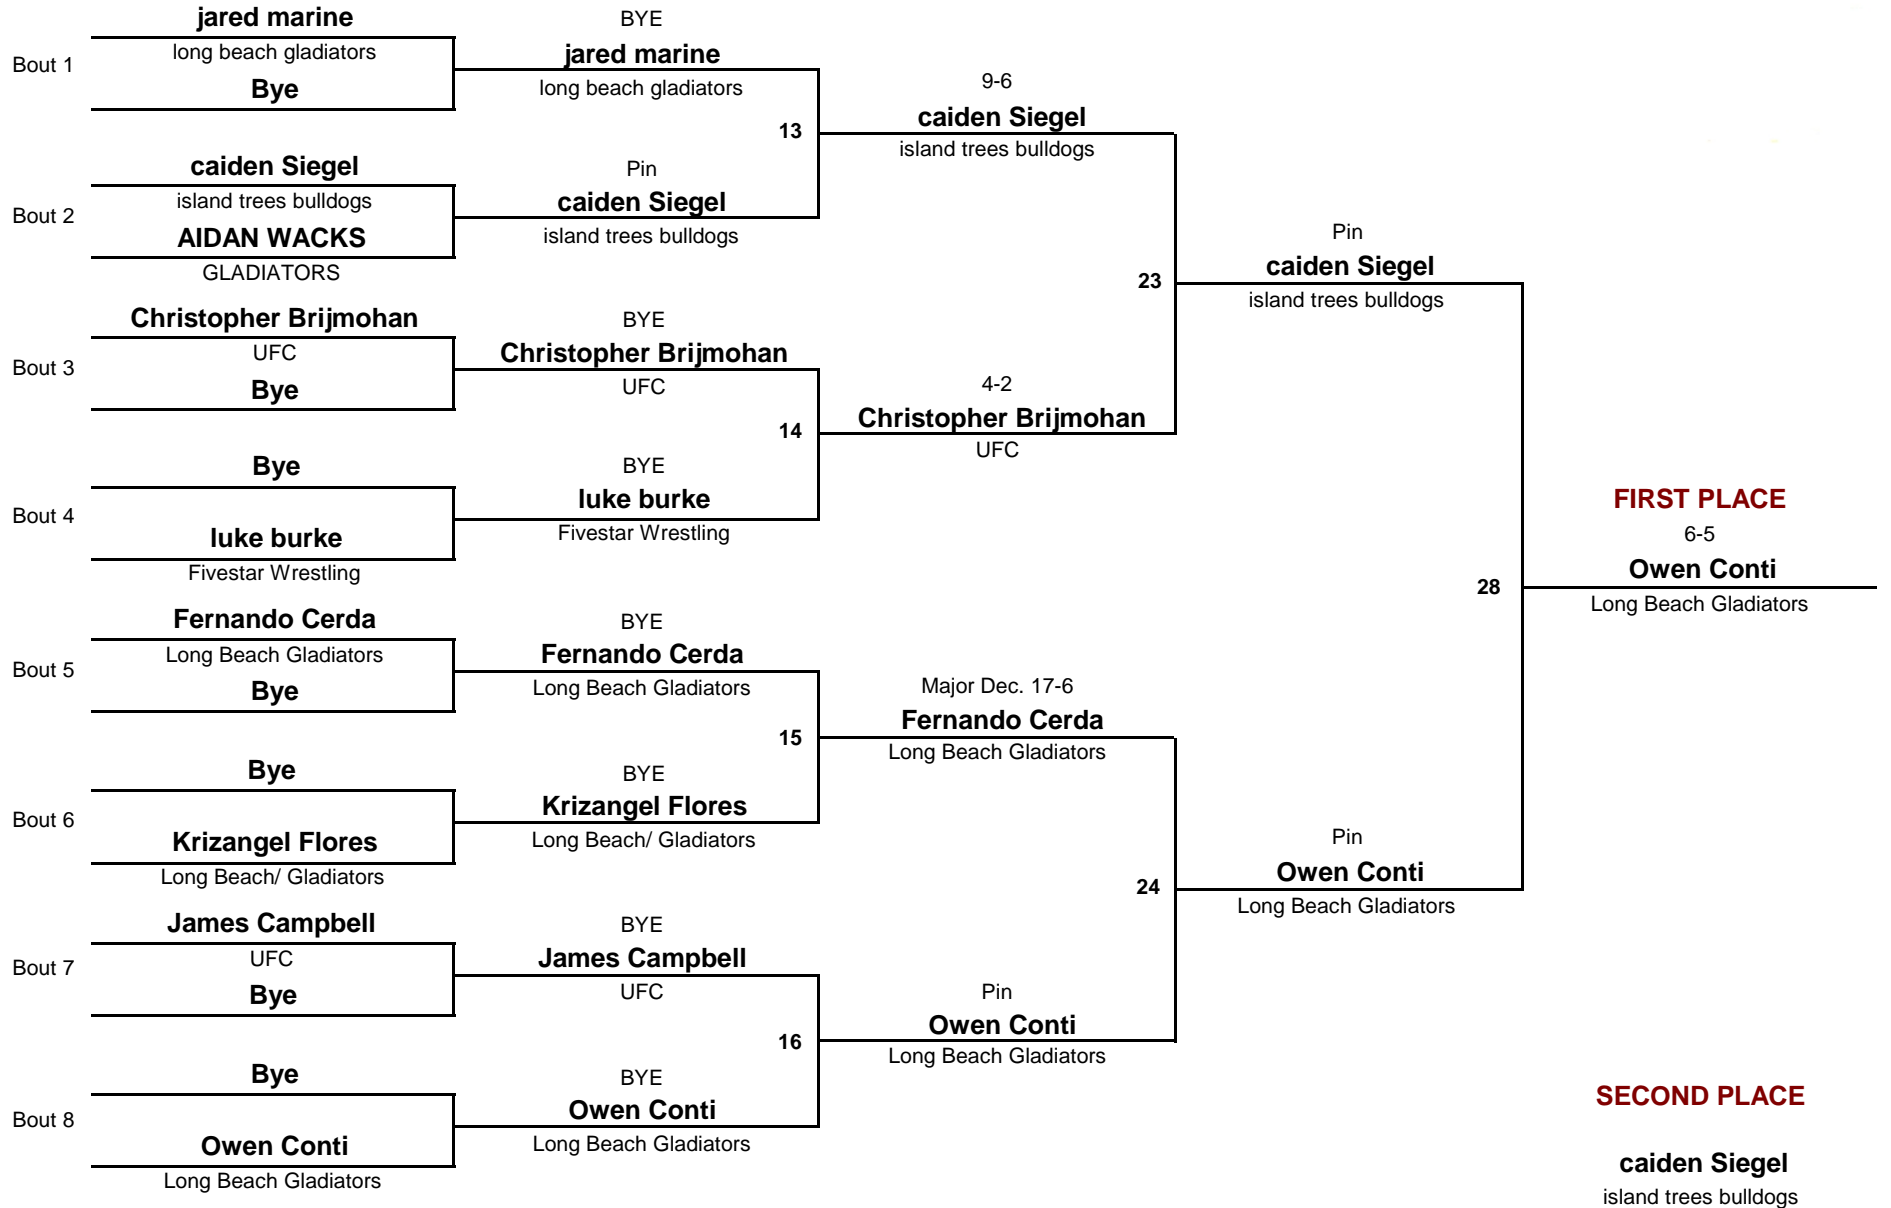 jared marine
Bout 1
long beach gladiators
Bye
caiden Siegel
Bout 2
island trees bulldogs
AIDAN WACKS
GLADIATORS
Christopher Brijmohan
Bout 3
UFC
Bye
Bye
Bout 4
luke burke
Fivestar Wrestling
Fernando Cerda
Bout 5
Long Beach Gladiators
Bye
Bye
Bout 6
Krizangel Flores
Long Beach/ Gladiators
James Campbell
Bout 7
UFC
Bye
Bye
Bout 8
Owen Conti
Long Beach Gladiators
BYE
jared marine
long beach gladiators
13
Pin
caiden Siegel
island trees bulldogs
BYE
Christopher Brijmohan
UFC
14
BYE
luke burke
Fivestar Wrestling
BYE
Fernando Cerda
Long Beach Gladiators
15
BYE
Krizangel Flores
Long Beach/ Gladiators
BYE
James Campbell
UFC
16
BYE
Owen Conti
Long Beach Gladiators
9-6
caiden Siegel
island trees bulldogs
23
4-2
Christopher Brijmohan
UFC
Major Dec. 17-6
Fernando Cerda
Long Beach Gladiators
24
Pin
Owen Conti
Long Beach Gladiators
Pin
caiden Siegel
island trees bulldogs
28
Pin
Owen Conti
Long Beach Gladiators
FIRST PLACE
6-5
Owen Conti
Long Beach Gladiators
SECOND PLACE
caiden Siegel
island trees bulldogs